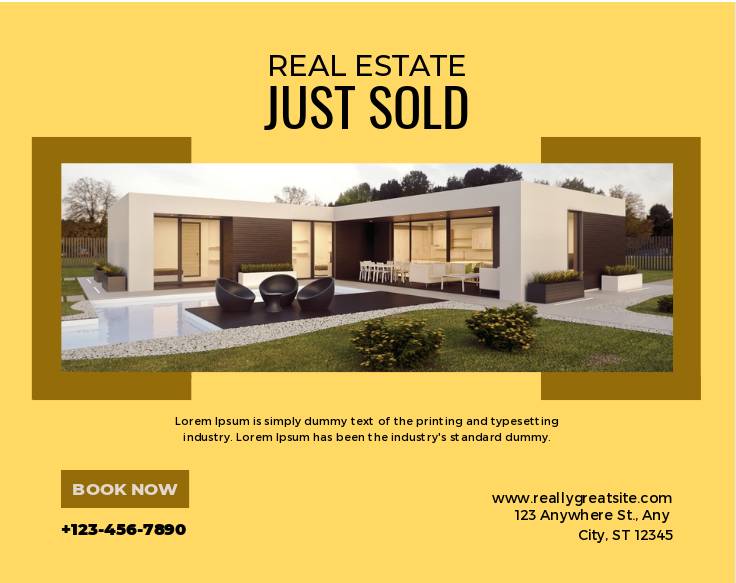 REAL ESTATE
JUST SOLD
Lorem Ipsum is simply dummy text of the printing and typesetting
industry. Lorem Ipsum has been the industry's standard dummy.
BOOK NOW
+123-456-7890
www.reallygreatsite.com
123 Anywhere St., Any
City, ST 12345